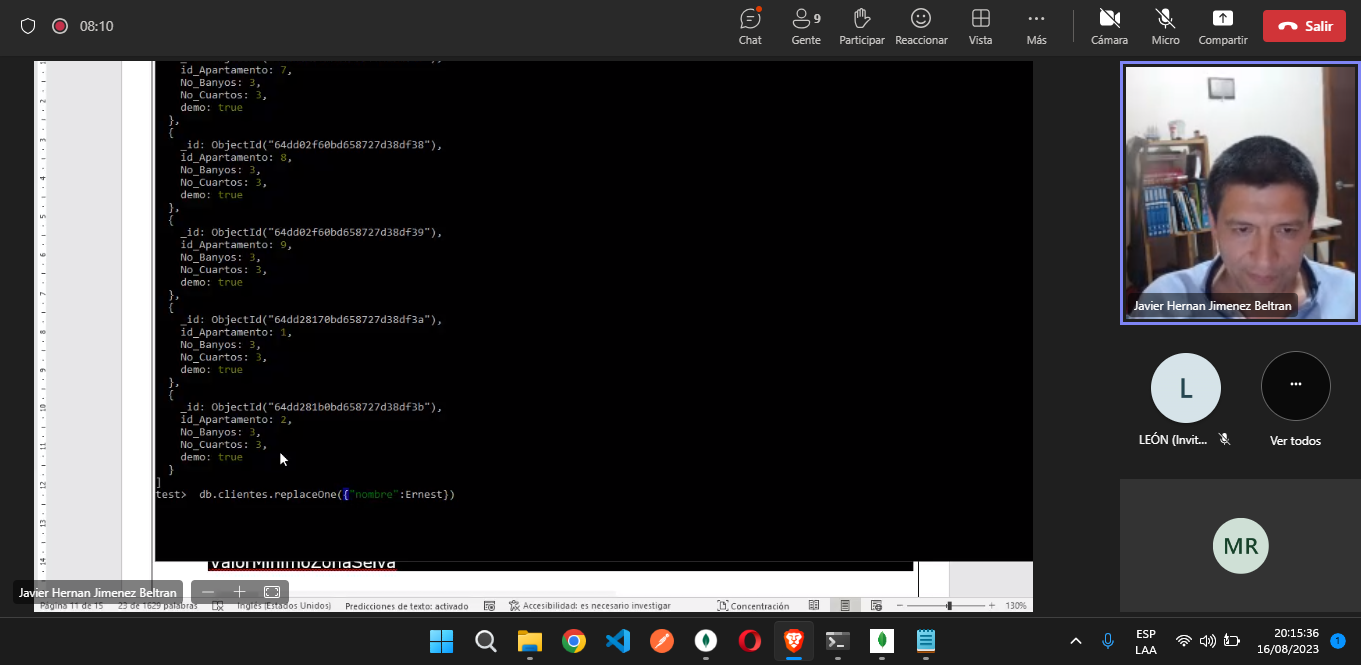 08:10
Chat
9
Gente
Participar
Reaccionar
Vista
Más
Cámara
Micro
Compartir
Salir
id_Apartamento: 7,
No_Banyos: 3,
No_Cuartos: 3,
demo: true
},
{
_id: ObjectId("64dd02f60bd658727d38df38"),
id_Apartamento: 8,
No_Banyos: 3,
No_Cuartos: 3,
demo: true
},
{
_id: ObjectId("64dd02f60bd658727d38df39"),
id_Apartamento: 9,
No_Banyos: 3,
No_Cuartos: 3,
demo: true
},
{
_id: ObjectId("64dd28170bd658727d38df3a"),
id_Apartamento: 1,
No_Banyos: 3,
No_Cuartos: 3,
demo: true
},
{
_id: ObjectId("64dd281b0bd658727d38df3b"),
id_Apartamento: 2,
No_Banyos: 3,
No_Cuartos: 3,
demo: true
}
]
test> db.clientes.replaceOne({"nombre":Ernest})
ValorMinimoZonaSelva
Javier Hernan Jimenez Beltran
Página 11 de 15 23 de 1629 palabras Inglés (Estados Unidos) Predicciones de texto: activado Accesibilidad: es necesario investigar Concentración 130%
Javier Hernan Jimenez Beltran
L
LEÓN (Invit...
Ver todos
MR
ESP
LAA
20:15:36
16/08/2023
1